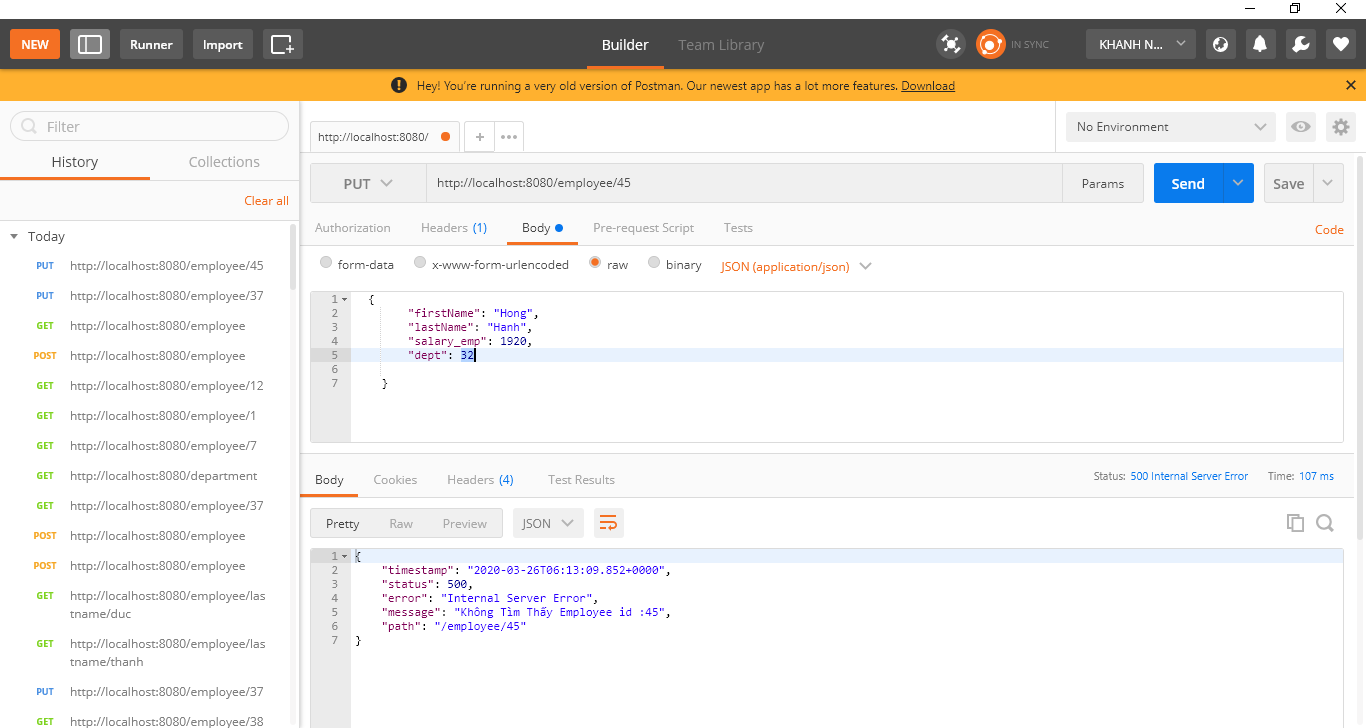 NEW
Runner
Import
Builder
Team Library
IN SYNC
KHANH N...
Hey! You're running a very old version of Postman. Our newest app has a lot more features. Download
Filter
History
Collections
Clear all
Today
PUT http://localhost:8080/employee/45
PUT http://localhost:8080/employee/37
GET http://localhost:8080/employee
POST http://localhost:8080/employee
GET http://localhost:8080/employee/12
GET http://localhost:8080/employee/1
GET http://localhost:8080/employee/7
GET http://localhost:8080/department
GET http://localhost:8080/employee/37
POST http://localhost:8080/employee
POST http://localhost:8080/employee
GET http://localhost:8080/employee/las
tname/duc
GET http://localhost:8080/employee/las
tname/thanh
PUT http://localhost:8080/employee/37
GET http://localhost:8080/employee/38
http://localhost:8080/
No Environment
PUT
http://localhost:8080/employee/45
Params
Send
Save
Authorization
Headers (1)
Body
Pre-request Script
Tests
Code
form-data
x-www-form-urlencoded
raw
binary
JSON (application/json)
1 {
2 "firstName": "Hong",
3 "lastName": "Hanh",
4 "salary_emp": 1920,
5 "dept": 32
6
7 }
Body
Cookies
Headers (4)
Test Results
Status: 500 Internal Server Error
Time: 107 ms
Pretty
Raw
Preview
JSON
1 {
2 "timestamp": "2020-03-26T06:13:09.852+0000",
3 "status": 500,
4 "error": "Internal Server Error",
5 "message": "Không Tìm Thấy Employee id :45",
6 "path": "/employee/45"
7 }